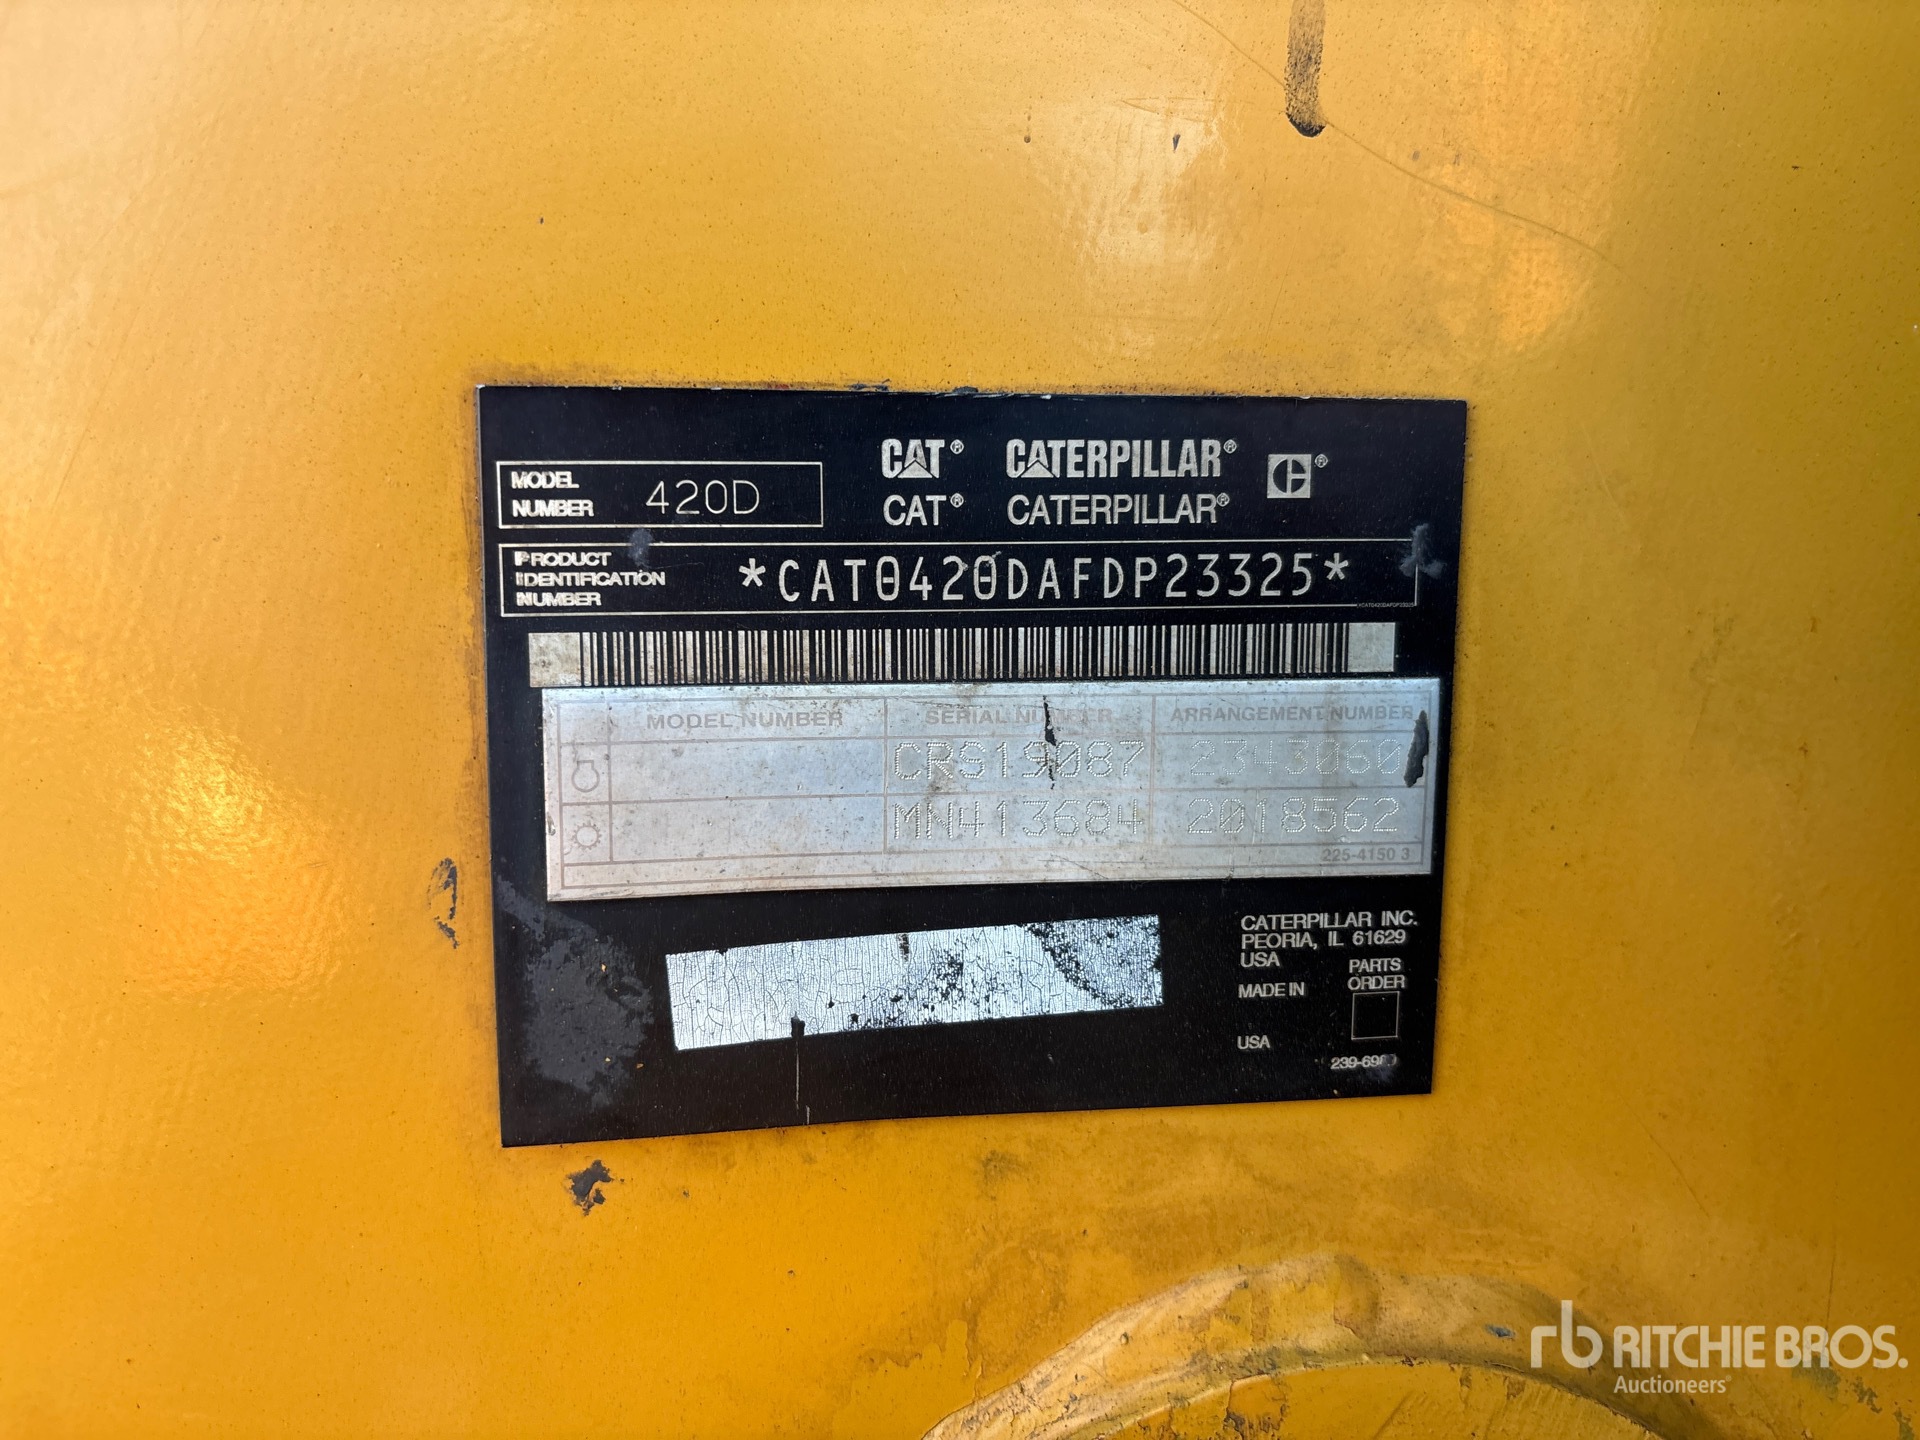 MODEL
NUMBER 420D
CAT® CATERPILLAR®
CAT® CATERPILLAR®
PRODUCT
IDENTIFICATION
NUMBER
*CAT0420DAFDP23325*
*CAT0420DAFDP23325
MODEL NUMBER SERIAL NUMBER ARRANGEMENT NUMBER
CRS19087 2343060
MN413684 2018562
225-4150 3
CATERPILLAR INC.
PEORIA, IL 61629
USA
PARTS
ORDER
MADE IN
USA
rb RITCHIE BROS.
Auctioneers